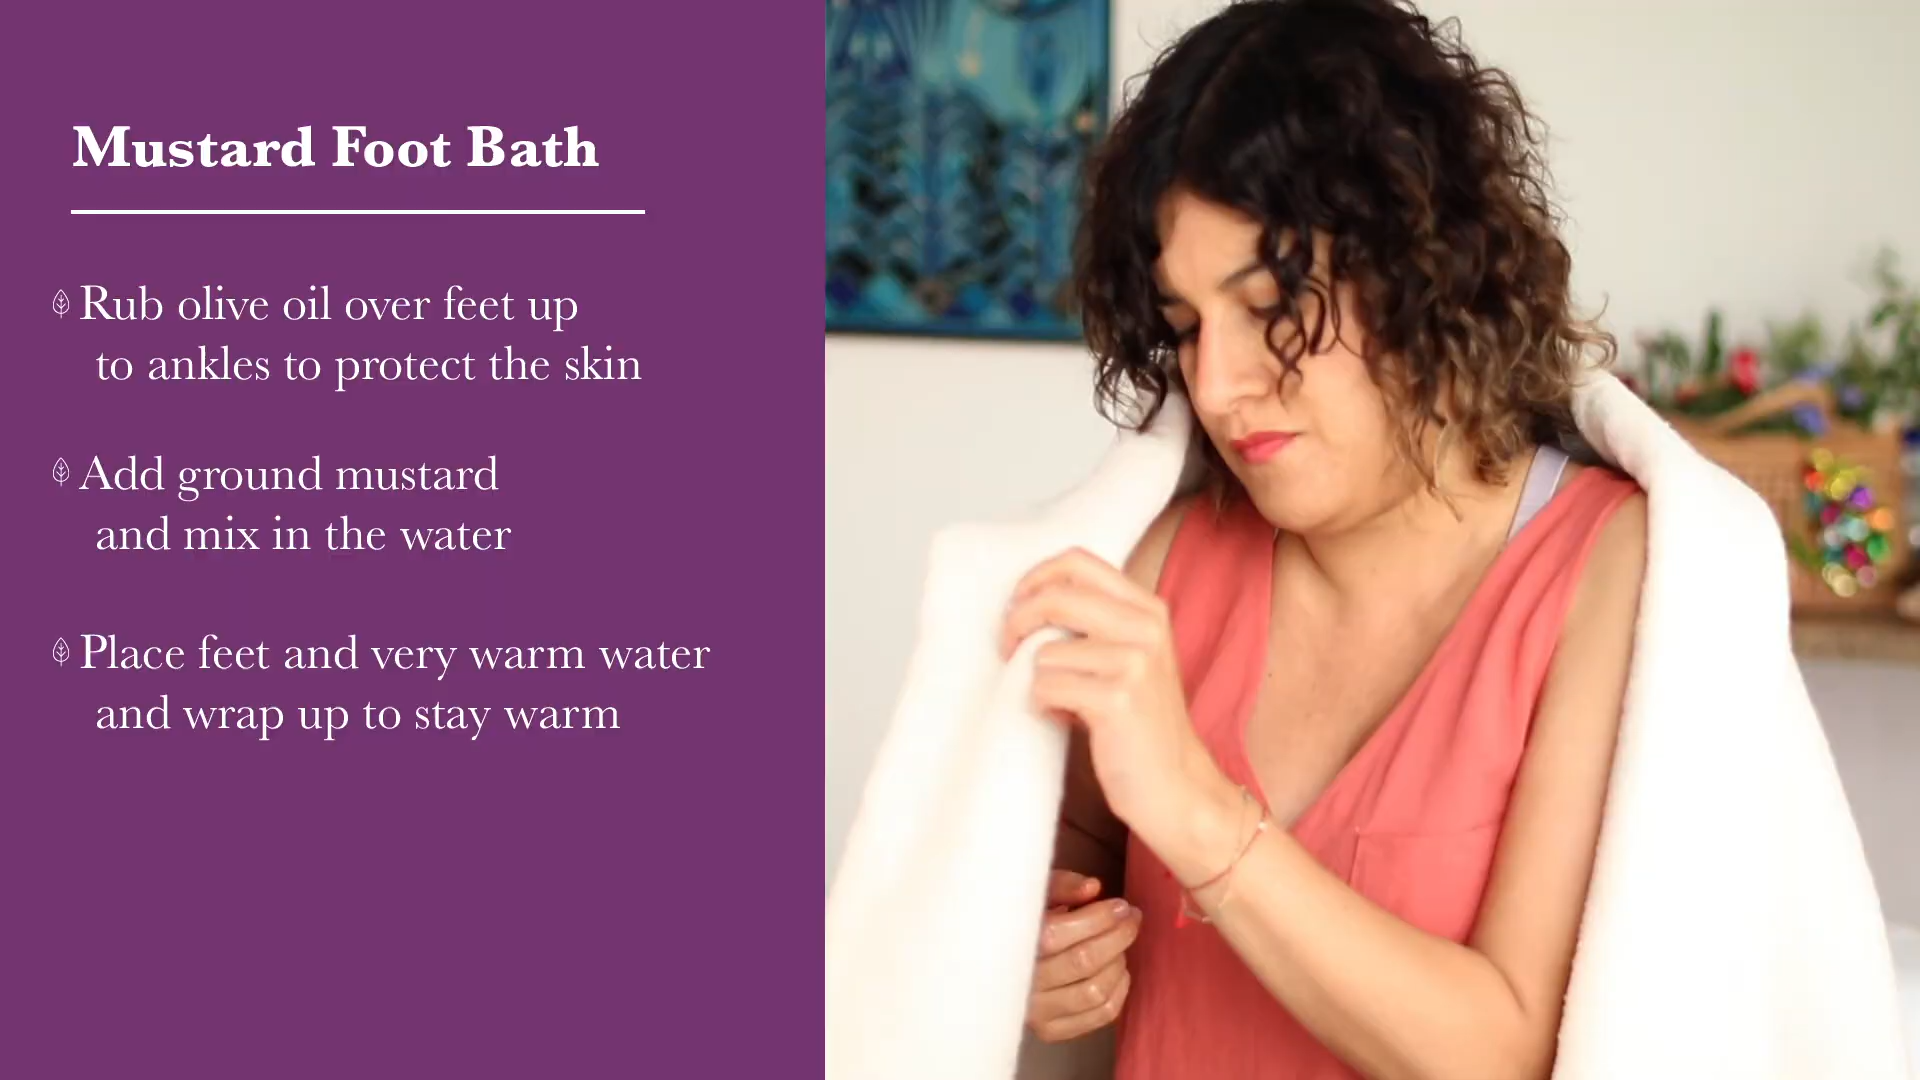 Mustard Foot Bath
Rub olive oil over feet up
to ankles to protect the skin
Add ground mustard
and mix in the water
Place feet and very warm water
and wrap up to stay warm